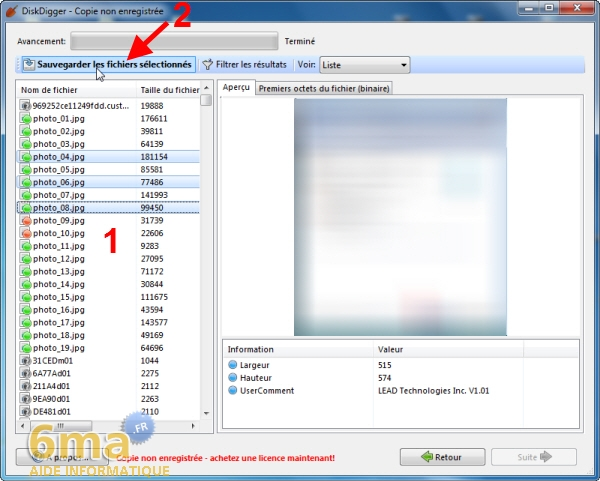 DiskDigger - Copie non enregistrée
2
Avancement: Terminé
Sauvegarder les fichiers sélectionnés Filtrer les résultats Voir: Liste
Nom de fichier Taille du fichier
969252ce11249fdd.cust... 19888
photo_01.jpg 176611
photo_02.jpg 39811
photo_03.jpg 64139
photo_04.jpg 181154
photo_05.jpg 85581
photo_06.jpg 77486
photo_07.jpg 141993
photo_08.jpg 99450
photo_09.jpg 31739
photo_10.jpg 22606
photo_11.jpg 9283
photo_12.jpg 27095
photo_13.jpg 71172
photo_14.jpg 30844
photo_15.jpg 111675
photo_16.jpg 43594
photo_17.jpg 143577
photo_18.jpg 49169
photo_19.jpg 64696
31CEDm01 1044
6A77Ad01 2275
211A4d01 2112
9EA90d01 2263
DE481d01 2110
1
Aperçu Premiers octets du fichier (binaire)
Information Valeur
Largeur 515
Hauteur 574
UserComment LEAD Technologies Inc. V1.01
6ma .FR
AIDE INFORMATIQUE
A propos...
Copie non enregistrée - achetez une licence maintenant!
Retour
Suite